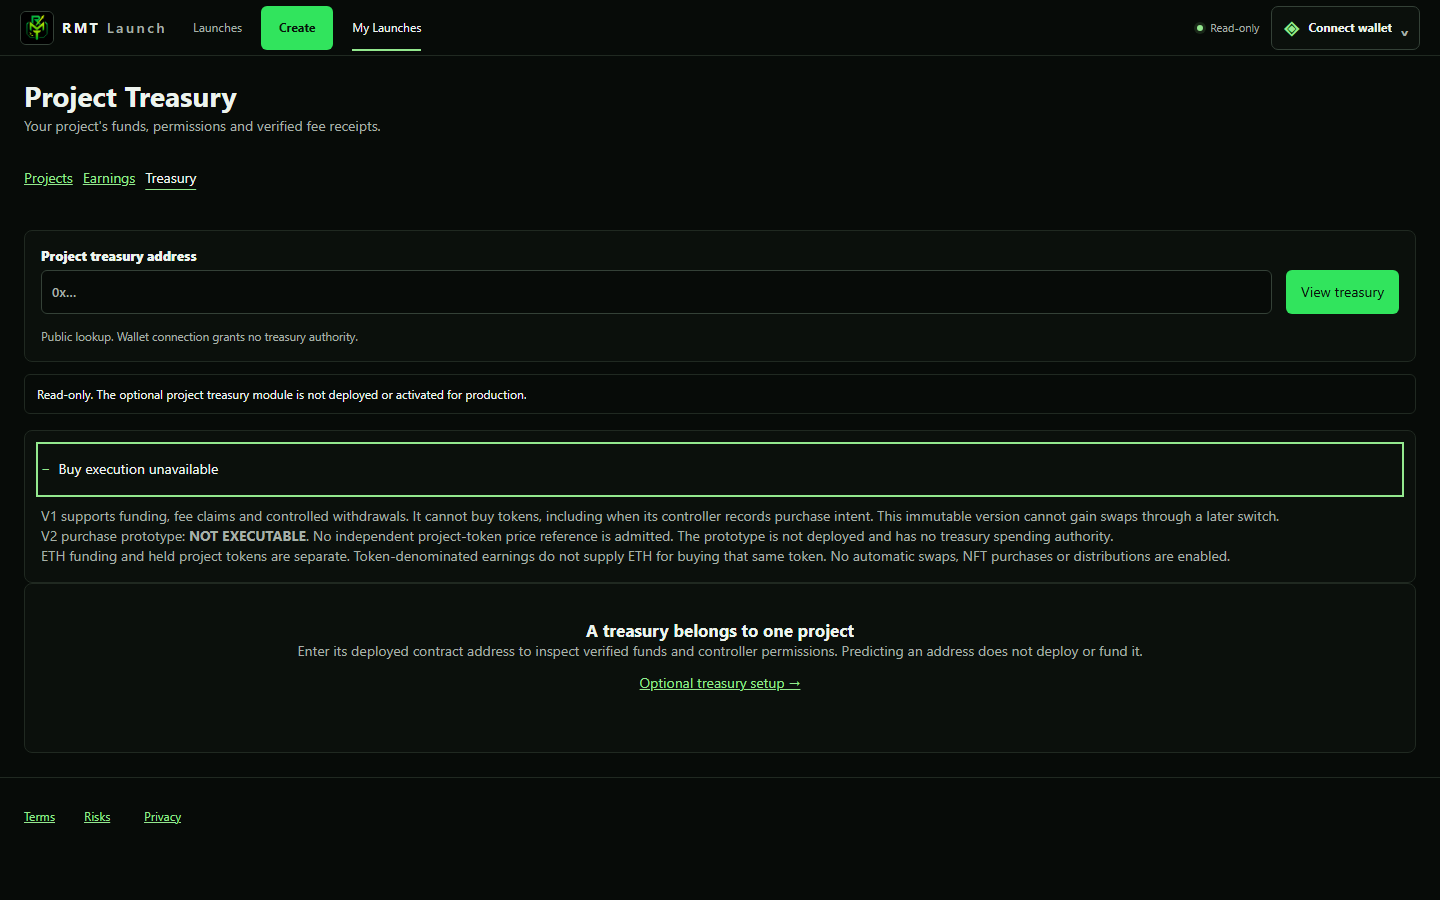 RMT Launch
Launches
Create
My Launches
Read-only
Connect wallet
Project Treasury
Your project's funds, permissions and verified fee receipts.
Projects
Earnings
Treasury
Project treasury address
0x...
View treasury
Public lookup. Wallet connection grants no treasury authority.
Read-only. The optional project treasury module is not deployed or activated for production.
– Buy execution unavailable
V1 supports funding, fee claims and controlled withdrawals. It cannot buy tokens, including when its controller records purchase intent. This immutable version cannot gain swaps through a later switch.
V2 purchase prototype: NOT EXECUTABLE. No independent project-token price reference is admitted. The prototype is not deployed and has no treasury spending authority.
ETH funding and held project tokens are separate. Token-denominated earnings do not supply ETH for buying that same token. No automatic swaps, NFT purchases or distributions are enabled.
A treasury belongs to one project
Enter its deployed contract address to inspect verified funds and controller permissions. Predicting an address does not deploy or fund it.
Optional treasury setup →
Terms
Risks
Privacy